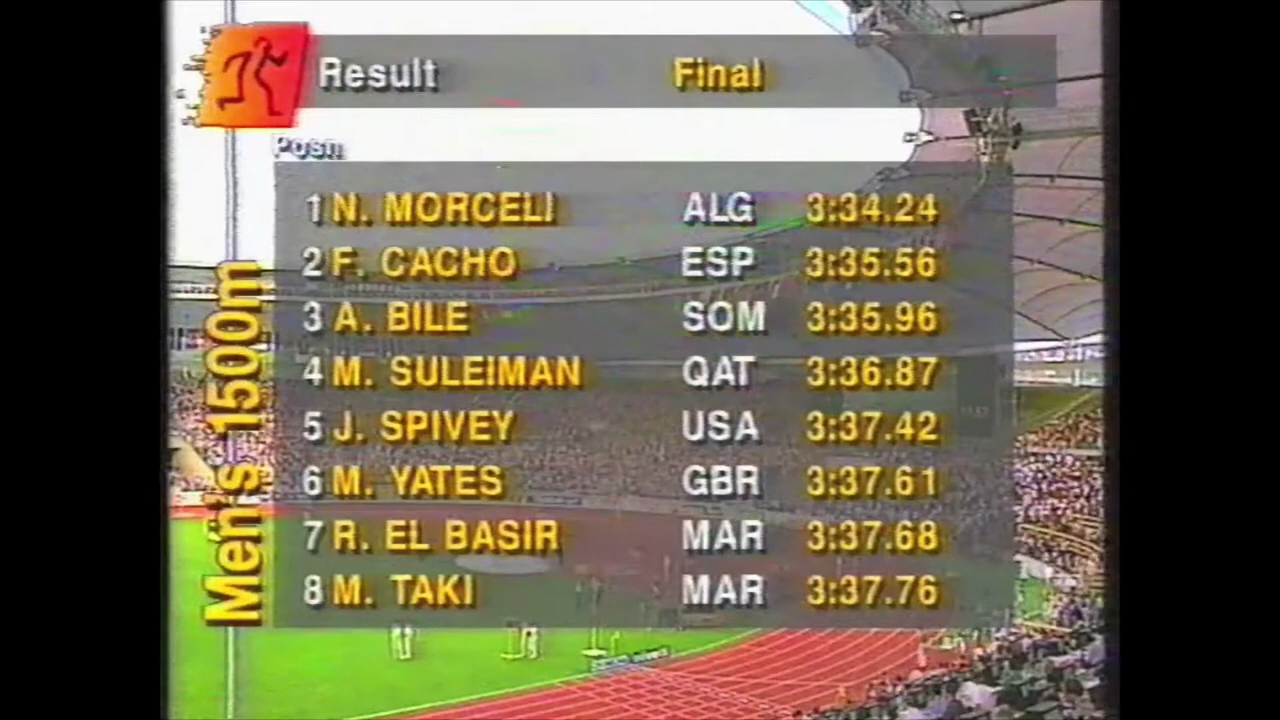 Result Final
Posn
1 N. MORCELI ALG 3:34.24
2 F. CACHO ESP 3:35.56
3 A. BILE SOM 3:35.96
4 M. SULEIMAN QAT 3:36.87
5 J. SPIVEY USA 3:37.42
6 M. YATES GBR 3:37.61
7 R. EL BASIR MAR 3:37.68
8 M. TAKI MAR 3:37.76
Men's 1500m